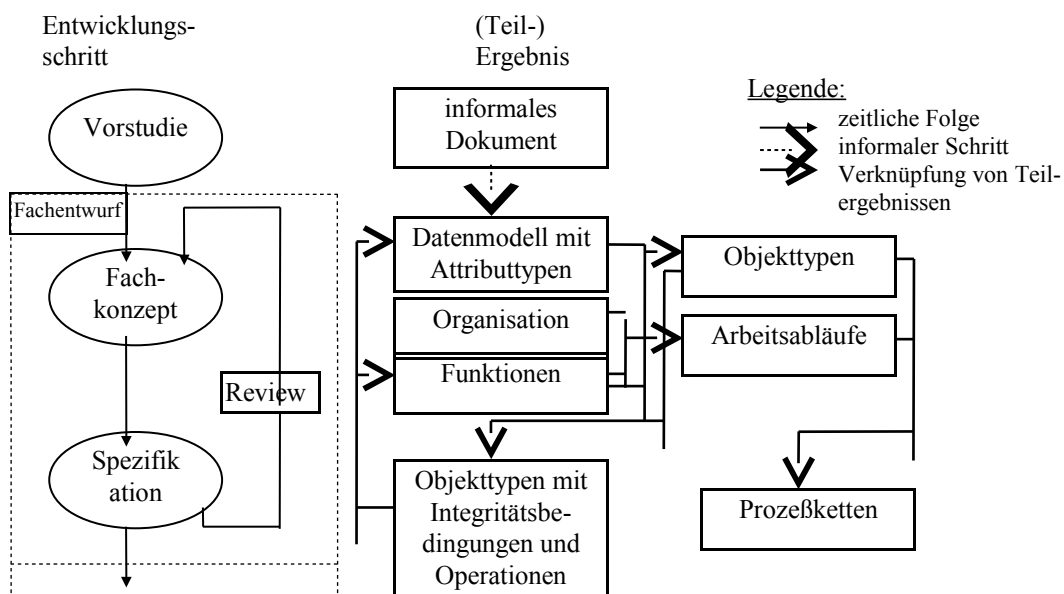 Entwicklungs-
schritt
(Teil-)
Ergebnis
Vorstudie
Fachentwurf
Fach-
konzept
Review
Spezifik
ation
informales
Dokument
Datenmodell mit
Attributtypen
Organisation
Funktionen
Objekttypen mit
Integritätsbe-
dingungen und
Operationen
Legende:
zeitliche Folge
informaler Schritt
Verknüpfung von Teil-
ergebnissen
Objekttypen
Arbeitsabläufe
Prozeßketten